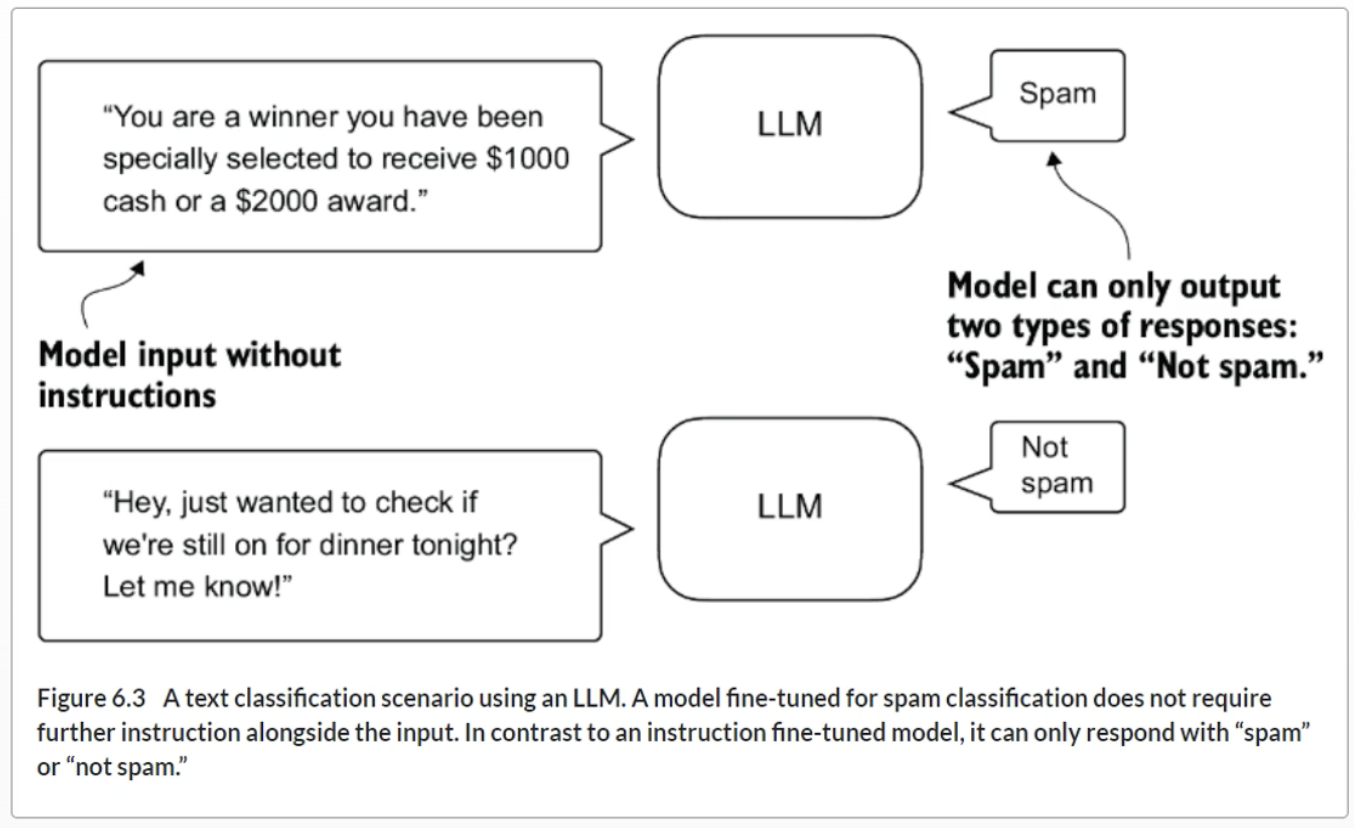 “You are a winner you have been
specially selected to receive $1000
cash or a $2000 award.”
LLM
Spam
Model input without
instructions
Model can only output
two types of responses:
“Spam” and “Not spam.”
“Hey, just wanted to check if
we're still on for dinner tonight?
Let me know!”
LLM
Not
spam
Figure 6.3 A text classification scenario using an LLM. A model fine-tuned for spam classification does not require
further instruction alongside the input. In contrast to an instruction fine-tuned model, it can only respond with “spam”
or “not spam.”